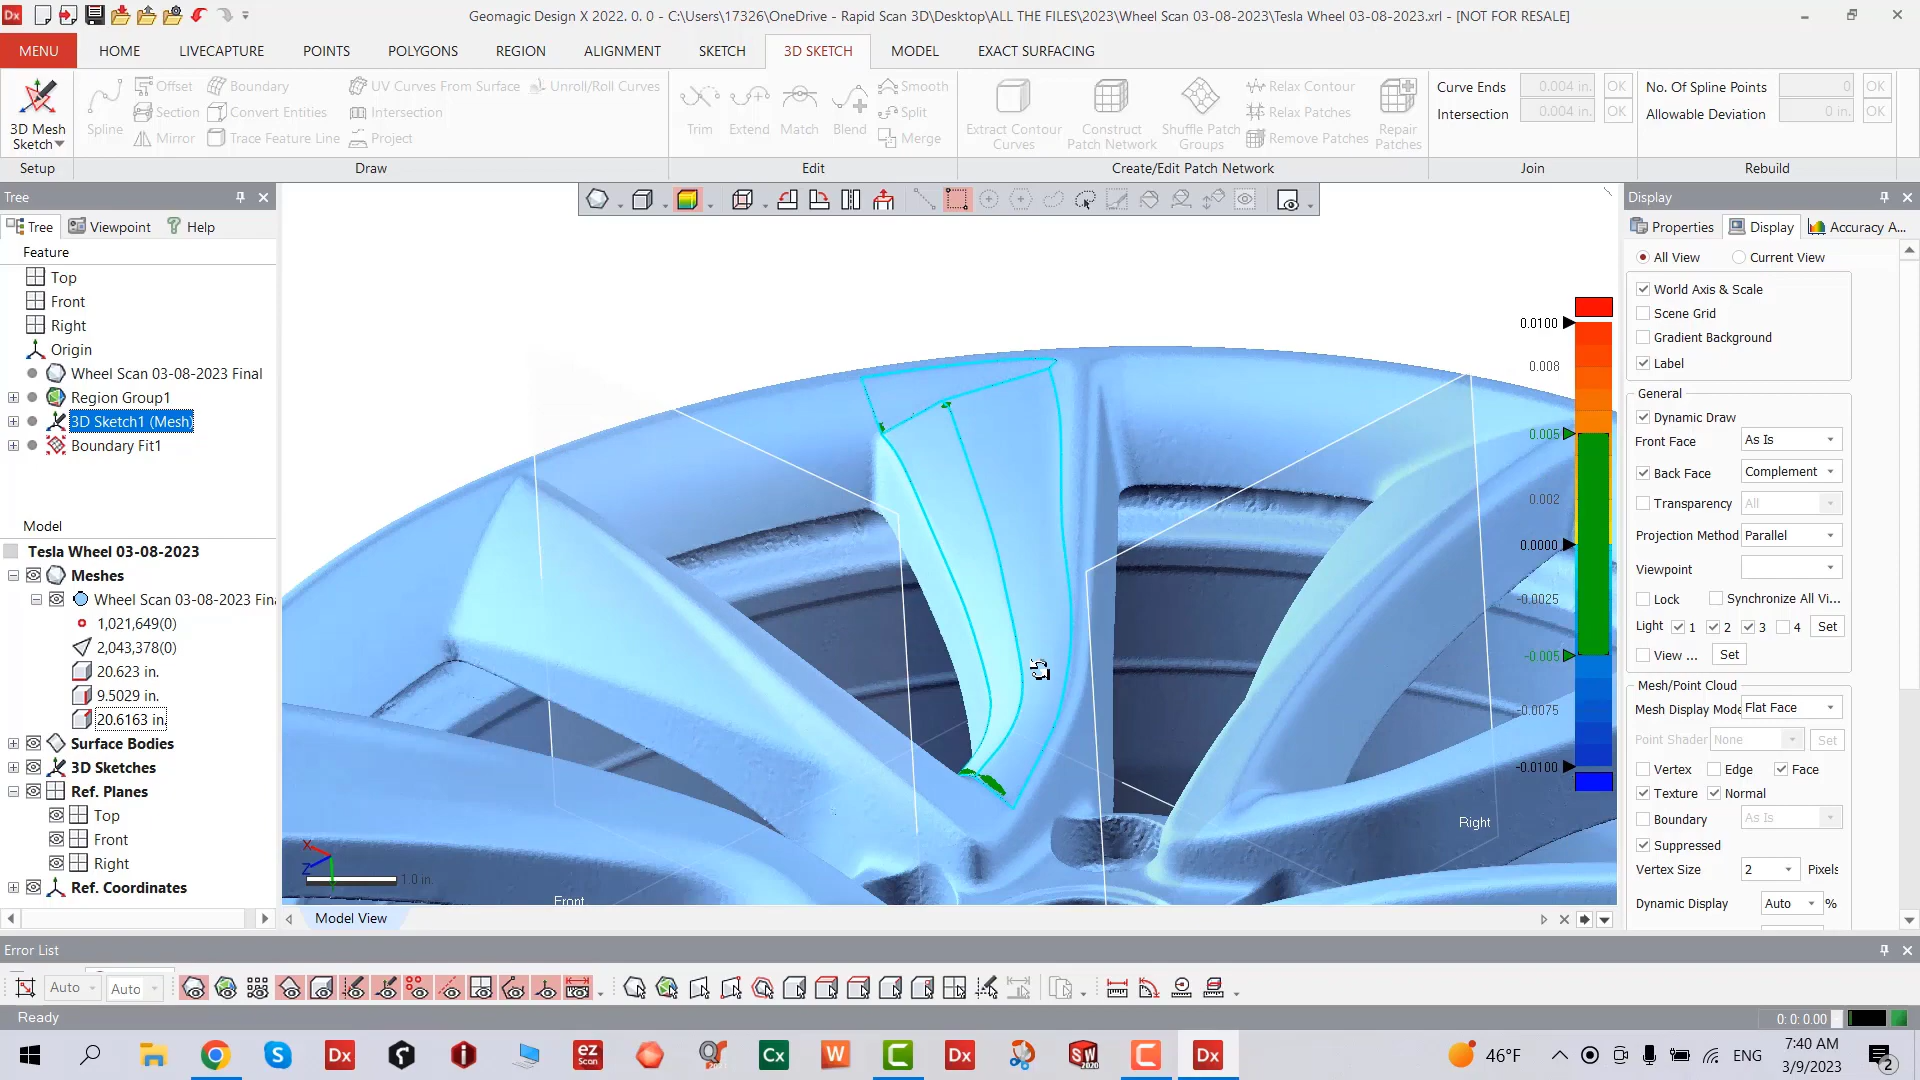 Geomagic Design X 2022. 0. 0 - C:\Users\17326\OneDrive - Rapid Scan 3D\Desktop\ALL THE FILES\2023\Wheel Scan 03-08-2023\Tesla Wheel 03-08-2023.xrl - [NOT FOR RESALE]
MENU HOME LIVECAPTURE POINTS POLYGONS REGION ALIGNMENT SKETCH 3D SKETCH MODEL EXACT SURFACING
3D Mesh Sketch
Setup
Spline
Offset Boundary UV Curves From Surface Unroll/Roll Curves
Section Convert Entities Intersection
Mirror Trace Feature Line Project
Draw
Trim Extend Match Blend
Smooth
Split
Merge
Edit
Extract Contour Curves
Construct Patch Network
Shuffle Patch Groups
Relax Contour
Relax Patches
Remove Patches
Repair Patches
Create/Edit Patch Network
Curve Ends 0.004 in. OK
Intersection 0.004 in. OK
Join
No. Of Spline Points 0 OK
Allowable Deviation 0 in. OK
Rebuild
Tree
Tree Viewpoint Help
Feature
Top
Front
Right
Origin
Wheel Scan 03-08-2023 Final
Region Group1
3D Sketch1 (Mesh)
Boundary Fit1
Model
Tesla Wheel 03-08-2023
Meshes
Wheel Scan 03-08-2023 Fina
1,021,649(0)
2,043,378(0)
20.623 in.
9.5029 in.
20.6163 in.
Surface Bodies
3D Sketches
Ref. Planes
Top
Front
Right
Ref. Coordinates
0.0100
0.008
0.005
0.002
0.0000
-0.0025
-0.005
-0.0075
-0.0100
Right
Front
X
Z
1.0 in.
Model View
Display
Properties Display Accuracy A...
All View Current View
World Axis & Scale
Scene Grid
Gradient Background
Label
General
Dynamic Draw
Front Face As Is
Back Face Complement
Transparency All
Projection Method Parallel
Viewpoint
Lock Synchronize All Vi...
Light 1 2 3 4 Set
View ... Set
Mesh/Point Cloud
Mesh Display Mode Flat Face
Point Shader None Set
Vertex Edge Face
Texture Normal
Boundary As Is
Suppressed
Vertex Size 2 Pixels
Dynamic Display Auto %
Error List
Auto Auto
Ready
0: 0: 0.00
46°F
ENG
7:40 AM
3/9/2023
2